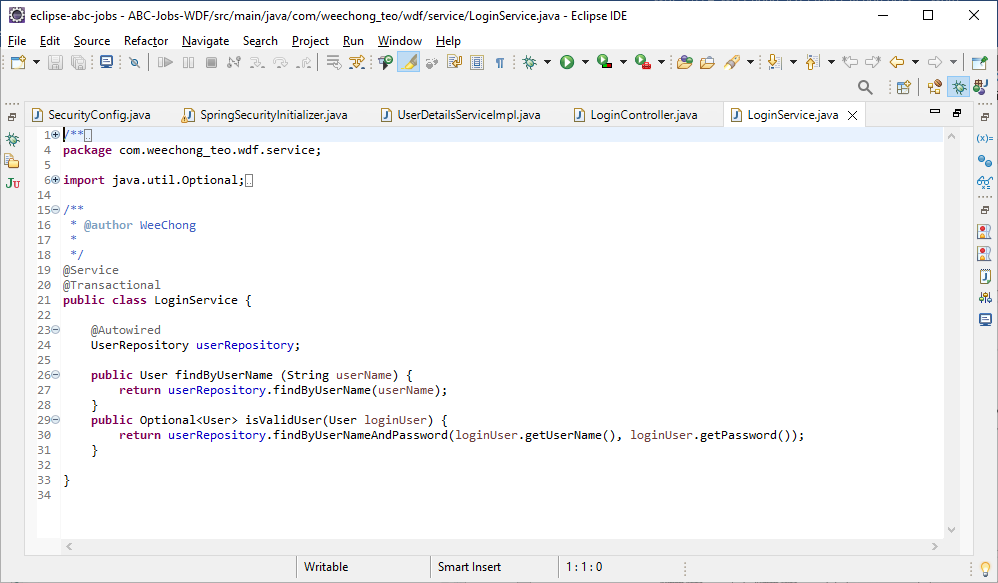 eclipse-abc-jobs - ABC-Jobs-WDF/src/main/java/com/weechong_teo/wdf/service/LoginService.java - Eclipse IDE
File Edit Source Refactor Navigate Search Project Run Window Help
SecurityConfig.java SpringSecurityInitializer.java UserDetailsServiceImpl.java LoginController.java LoginService.java
1 /**
4 package com.weechong_teo.wdf.service;
5
6 import java.util.Optional;
14
15 /**
16  * @author WeeChong
17  *
18  */
19 @Service
20 @Transactional
21 public class LoginService {
22
23     @Autowired
24     UserRepository userRepository;
25
26     public User findByUserName (String userName) {
27         return userRepository.findByUserName(userName);
28     }
29     public Optional<User> isValidUser(User loginUser) {
30         return userRepository.findByUserNameAndPassword(loginUser.getUserName(), loginUser.getPassword());
31     }
32
33 }
34
Ju
(x)=
Writable Smart Insert 1 : 1 : 0